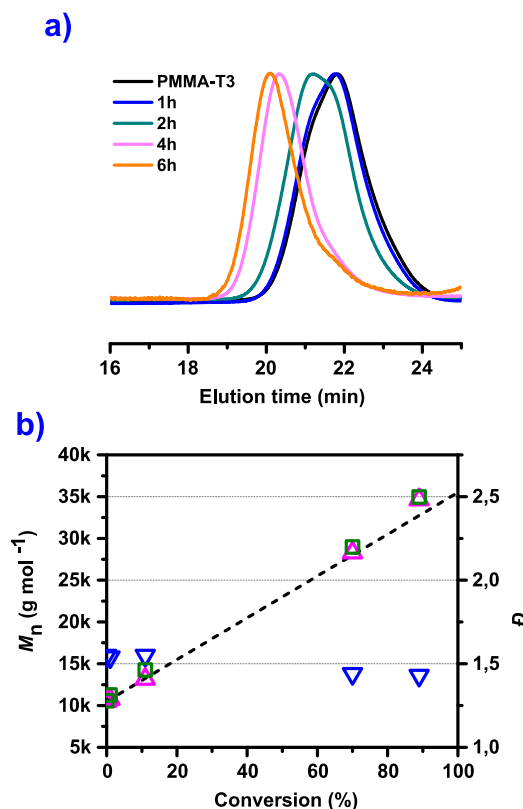 a)
PMMA-T3
1h
2h
4h
6h
16 18 20 22 24
Elution time (min)
b)
40k
35k
30k
25k
20k
15k
10k
5k
Mn (g mol -1)
2,5
2,0
1,5
1,0
Đ
0 20 40 60 80 100
Conversion (%)